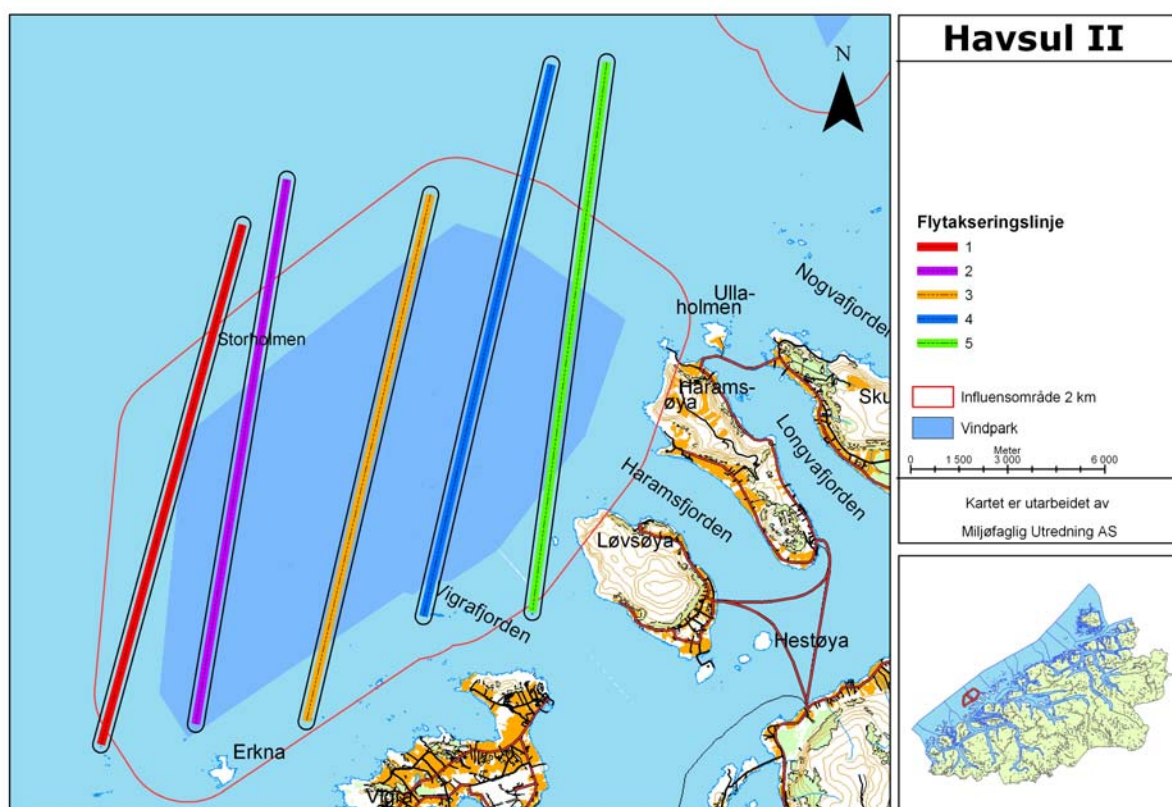 Havsul II
N
Flytakseringslinje
1
2
3
4
5
Influensområde 2 km
Vindpark
Meter
0 1 500 3 000 6 000
Kartet er utarbeidet av
Miljøfaglig Utredning AS
Nogvafjorden
Ulla-
holmen
Storholmen
Harams-
øya
Sku
Longvafjorden
Haramsfjorden
Løvsøya
Vigrafjorden
Hestøya
Erkna
Vigra